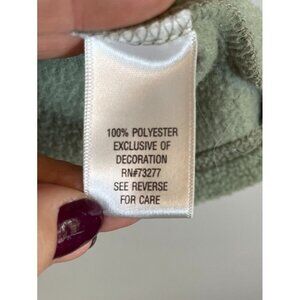 100% POLYESTER
EXCLUSIVE OF
DECORATION
RN#73277
SEE REVERSE
FOR CARE